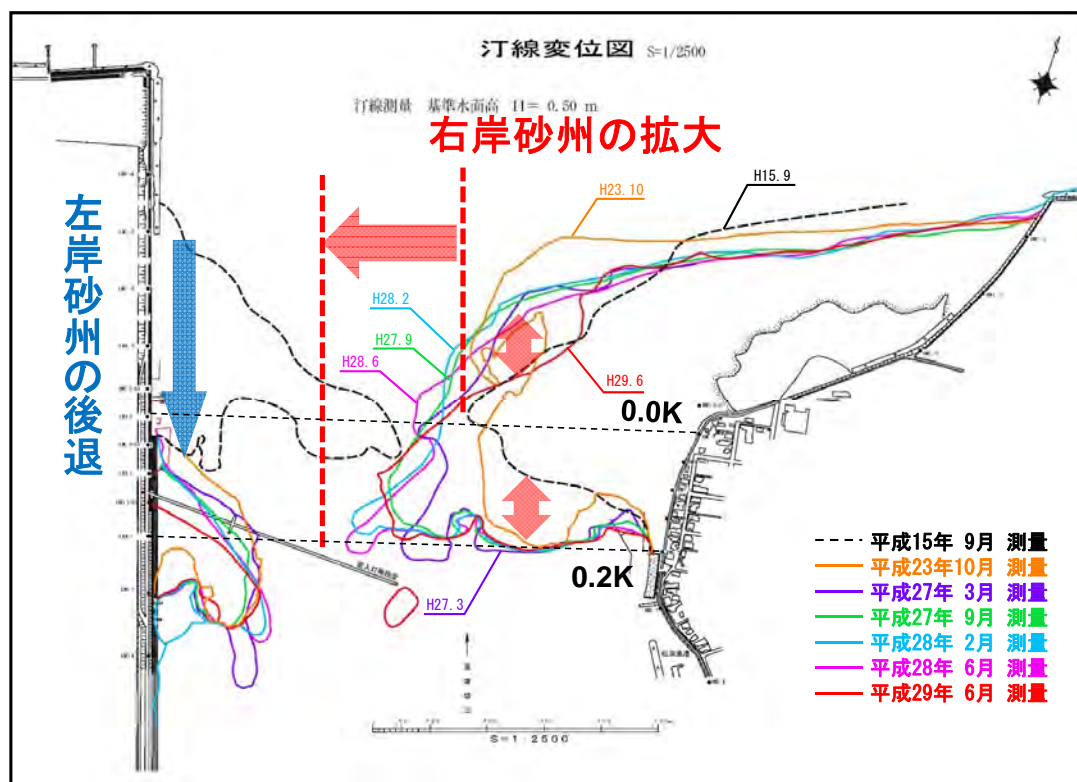 汀線変位図 S=1/2500
汀線測量 基準水面高 H= 0.50 m
右岸砂州の拡大
左岸砂州の後退
H23.10
H15.9
H28.2
H27.9
H28.6
H29.6
0.0K
0.2K
H27.3
平成15年 9月 測量
平成23年10月 測量
平成27年 3月 測量
平成27年 9月 測量
平成28年 2月 測量
平成28年 6月 測量
平成29年 6月 測量
S=1:2500